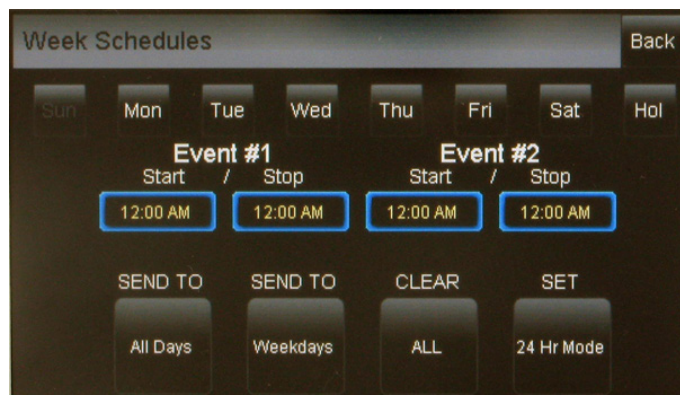 Week Schedules Back
Sun Mon Tue Wed Thu Fri Sat Hol
Event #1 Event #2
Start / Stop Start / Stop
12:00 AM 12:00 AM 12:00 AM 12:00 AM
SEND TO SEND TO CLEAR SET
All Days Weekdays ALL 24 Hr Mode